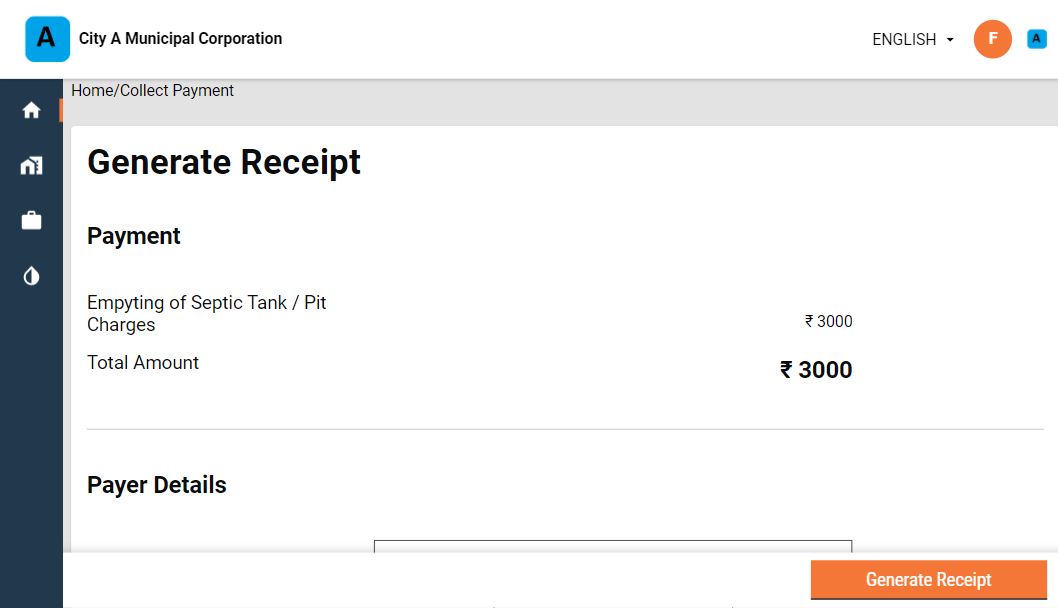 A
City A Municipal Corporation
ENGLISH
F
A
Home/Collect Payment
Generate Receipt
Payment
Empyting of Septic Tank / Pit
Charges
₹ 3000
Total Amount
₹ 3000
Payer Details
Generate Receipt